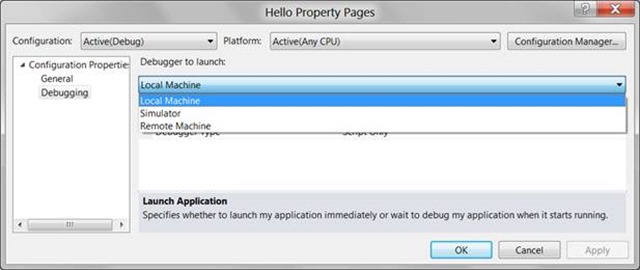 Hello Property Pages
Configuration: Active(Debug) Platform: Active(Any CPU) Configuration Manager...
Configuration Propertie
General
Debugging
Debugger to launch:
Local Machine
Local Machine
Simulator
Remote Machine
Debugger Type Script Only
Launch Application
Specifies whether to launch my application immediately or wait to debug my application when it starts running.
OK Cancel Apply